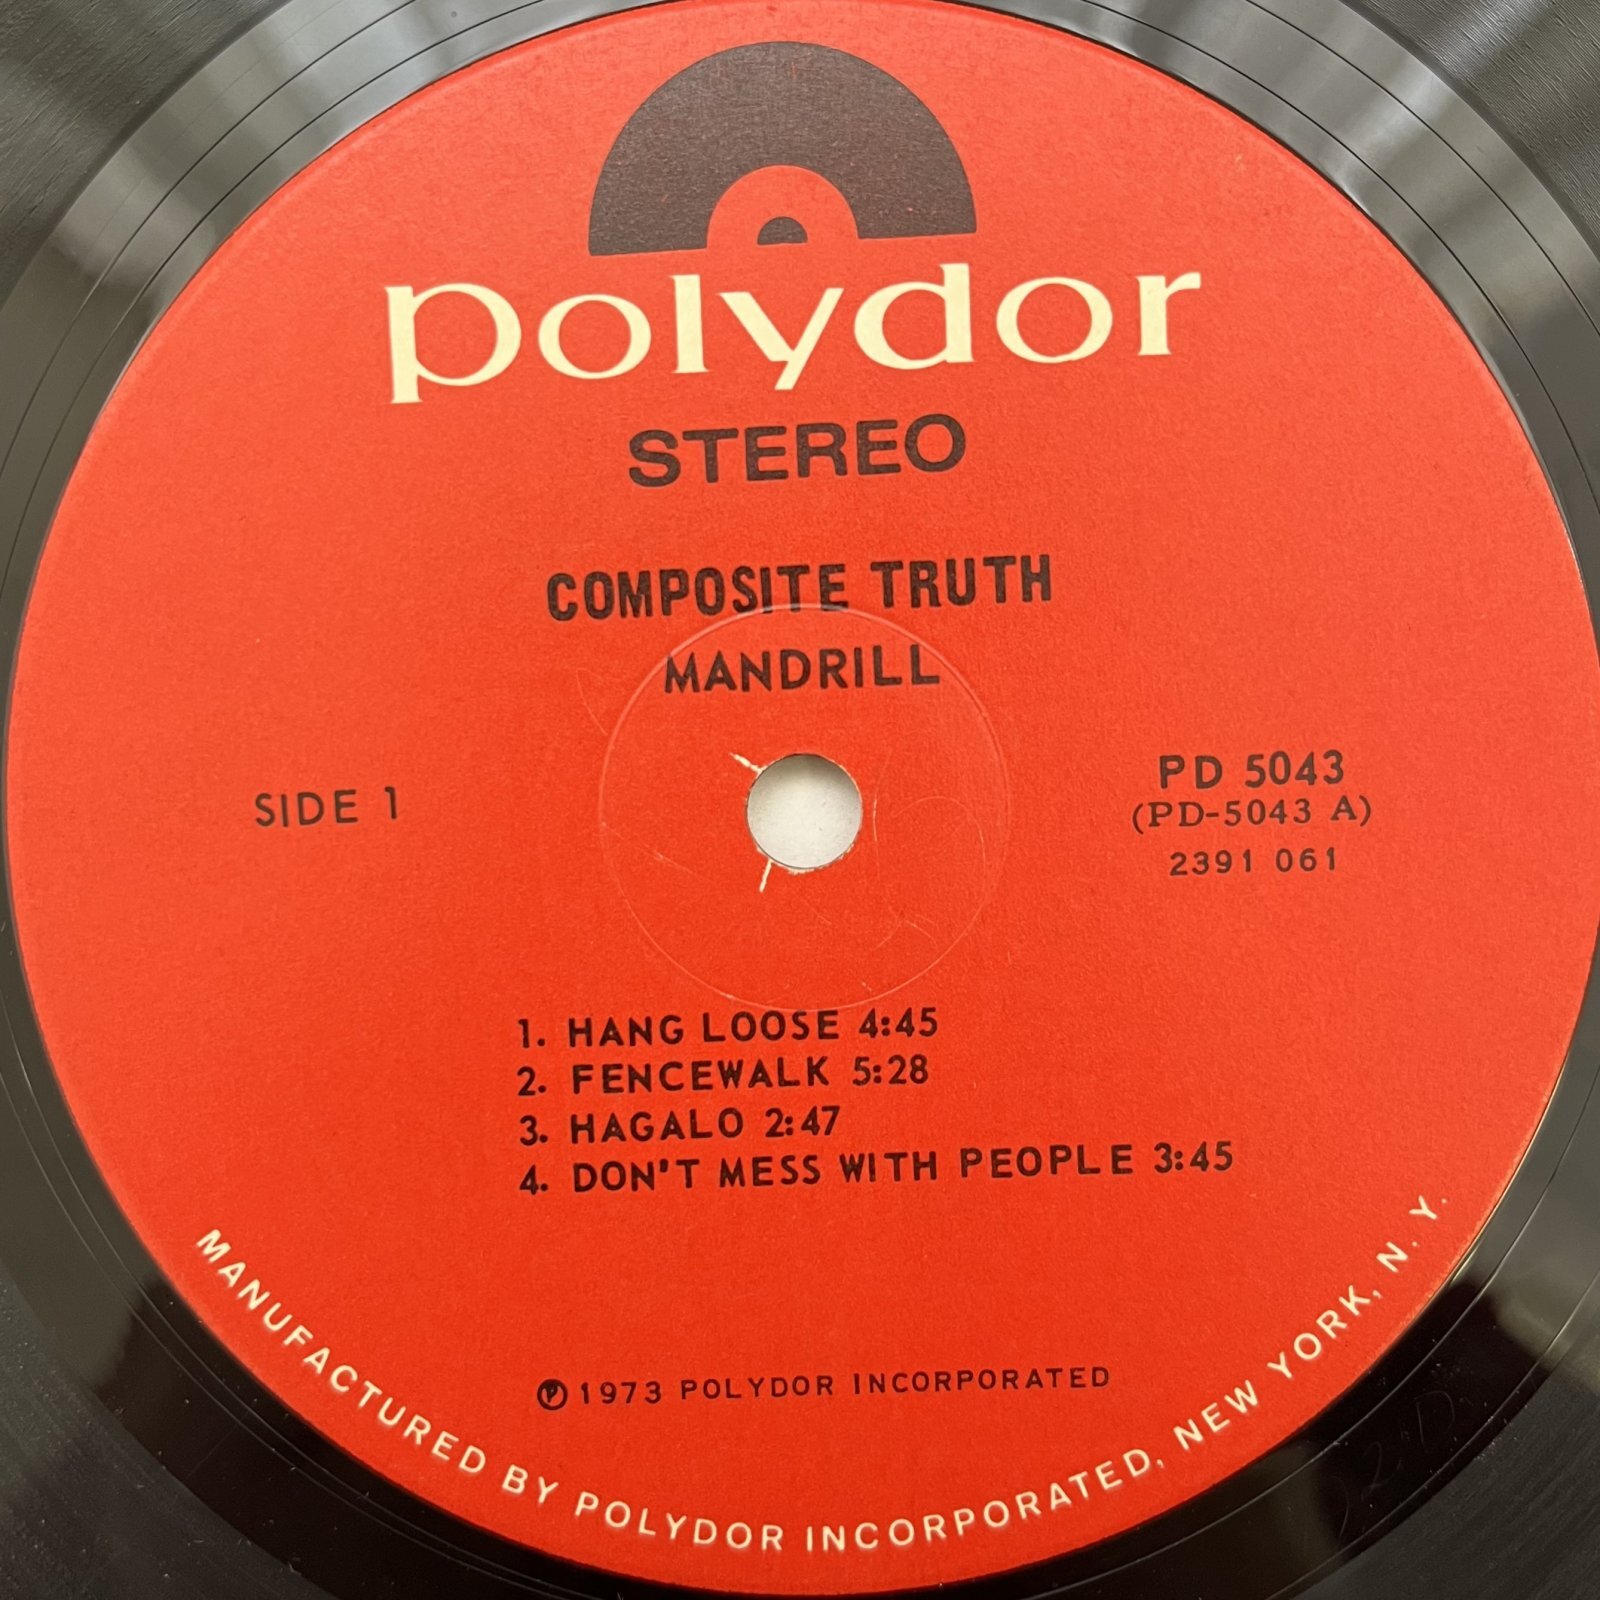 polydor
STEREO
COMPOSITE TRUTH
MANDRILL
SIDE 1
PD 5043
(PD-5043 A)
2391 061
1. HANG LOOSE 4:45
2. FENCEWALK 5:28
3. HAGALO 2:47
4. DON'T MESS WITH PEOPLE 3:45
℗ 1973 POLYDOR INCORPORATED
MANUFACTURED BY POLYDOR INCORPORATED, NEW YORK, N. Y.